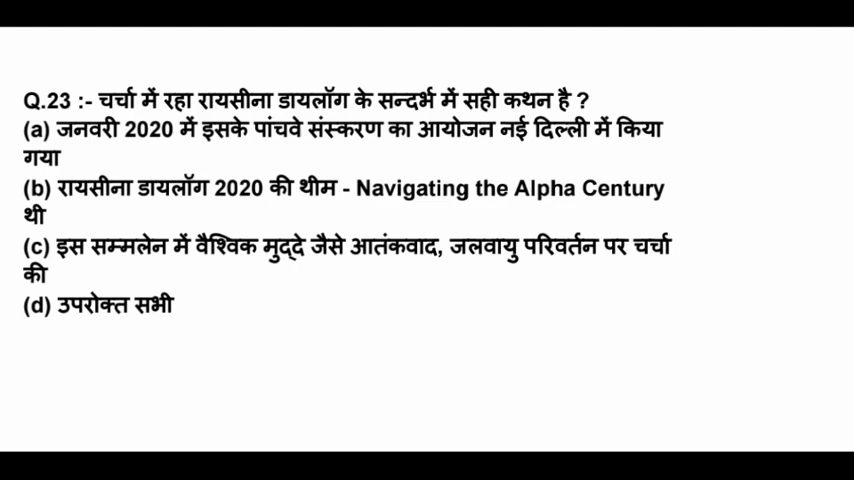 Q.23 :- चर्चा में रहा रायसीना डायलॉग के सन्दर्भ में सही कथन है ?
(a) जनवरी 2020 में इसके पांचवे संस्करण का आयोजन नई दिल्ली में किया
गया
(b) रायसीना डायलॉग 2020 की थीम - Navigating the Alpha Century
थी
(c) इस सम्मलेन में वैश्विक मुद्दे जैसे आतंकवाद, जलवायु परिवर्तन पर चर्चा
की
(d) उपरोक्त सभी